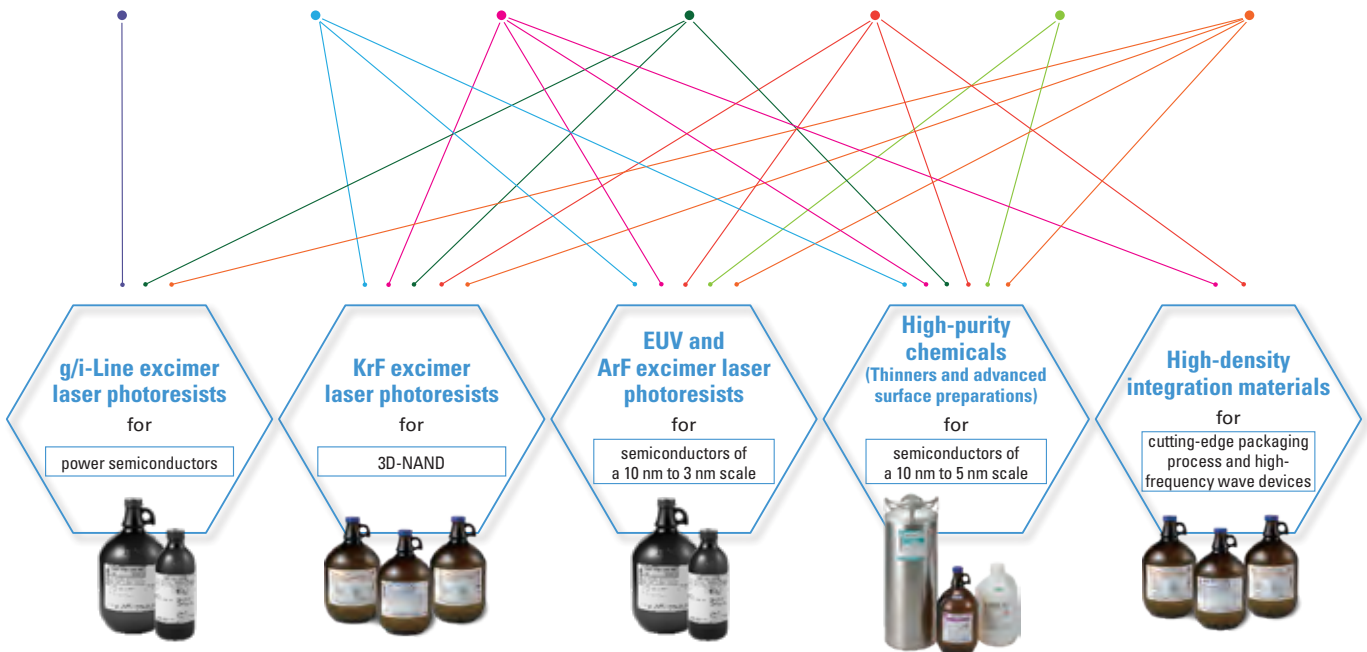 g/i-Line excimer
laser photoresists
for
power semiconductors
KrF excimer
laser photoresists
for
3D-NAND
EUV and
ArF excimer laser
photoresists
for
semiconductors of
a 10 nm to 3 nm scale
High-purity
chemicals
(Thinners and advanced
surface preparations)
for
semiconductors of
a 10 nm to 5 nm scale
High-density
integration materials
for
cutting-edge packaging
process and high-
frequency wave devices